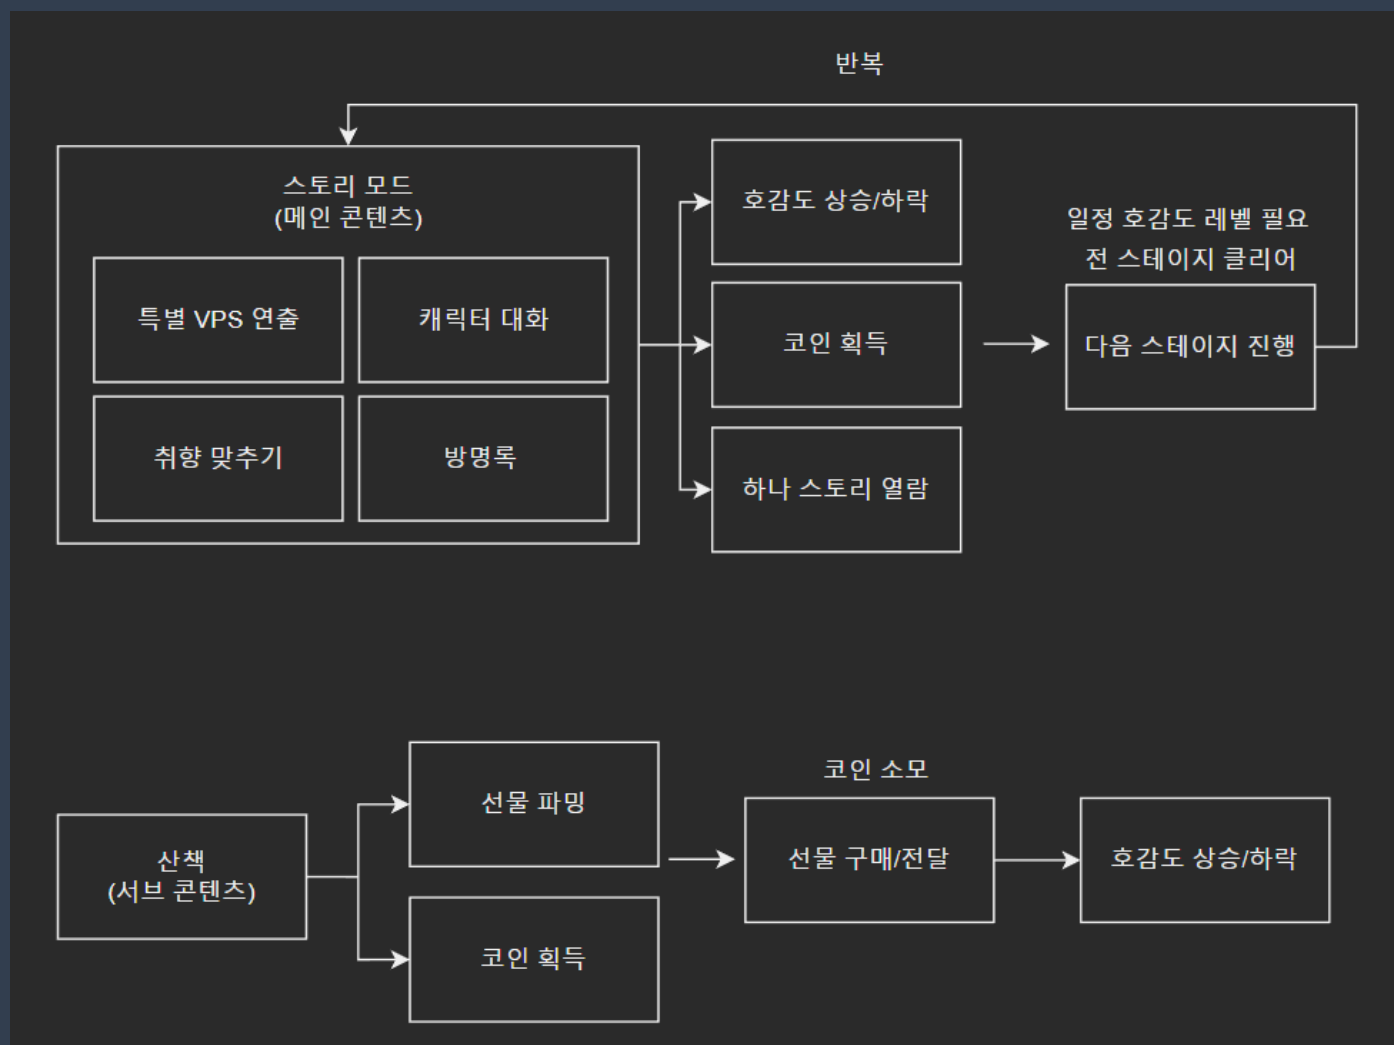 반복
스토리 모드
(메인 콘텐츠)
특별 VPS 연출
캐릭터 대화
취향 맞추기
방명록
호감도 상승/하락
코인 획득
하나 스토리 열람
일정 호감도 레벨 필요
전 스테이지 클리어
다음 스테이지 진행
산책
(서브 콘텐츠)
선물 파밍
코인 획득
코인 소모
선물 구매/전달
호감도 상승/하락